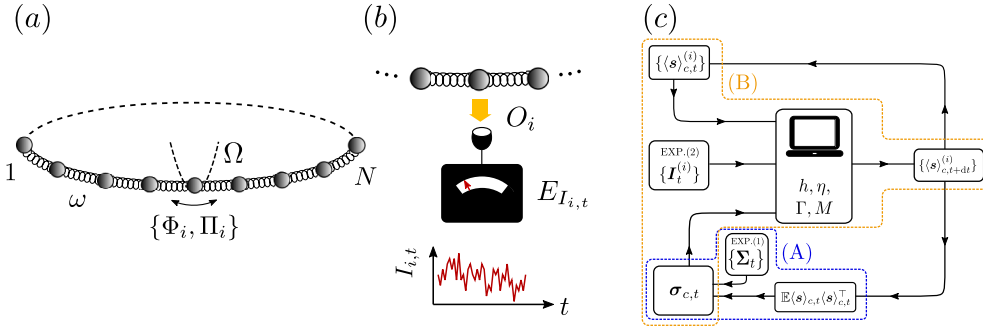 (a)
1
ω
Ω
N
{Φ_i, Π_i}
(b)
... ...
O_i
E_{I_{i,t}}
I_{i,t}
t
(c)
{⟨s⟩_{c,t}^{(i)}}
(B)
EXP.(2)
{I_t^{(i)}}
h, η,
Γ, M
{⟨s⟩_{c,t+dt}^{(i)}}
EXP.(1)
{Σ_t}
(A)
σ_{c,t}
𝔼⟨s⟩_{c,t}⟨s⟩_{c,t}^⊤